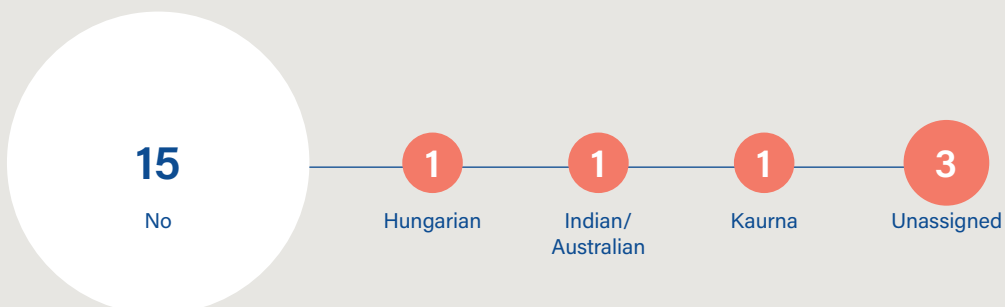 15
No
1
Hungarian
1
Indian/
Australian
1
Kaurna
3
Unassigned